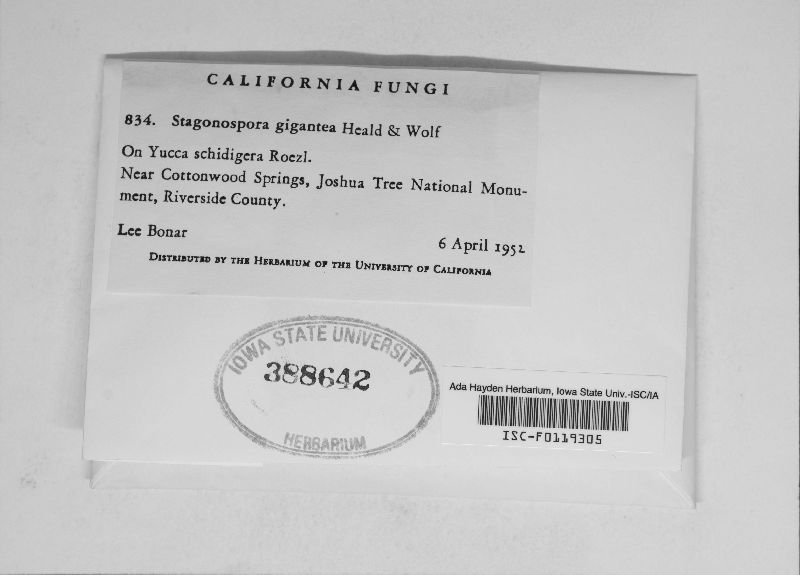 CALIFORNIA FUNGI
834. Stagonospora gigantea Heald & Wolf
On Yucca schidigera Roezl.
Near Cottonwood Springs, Joshua Tree National Monu-
ment, Riverside County.
Lee Bonar 6 April 1952
DISTRIBUTED BY THE HERBARIUM OF THE UNIVERSITY OF CALIFORNIA
IOWA STATE UNIVERSITY
388642
HERBARIUM
Ada Hayden Herbarium, Iowa State Univ.-ISC/IA
ISC-F0119305